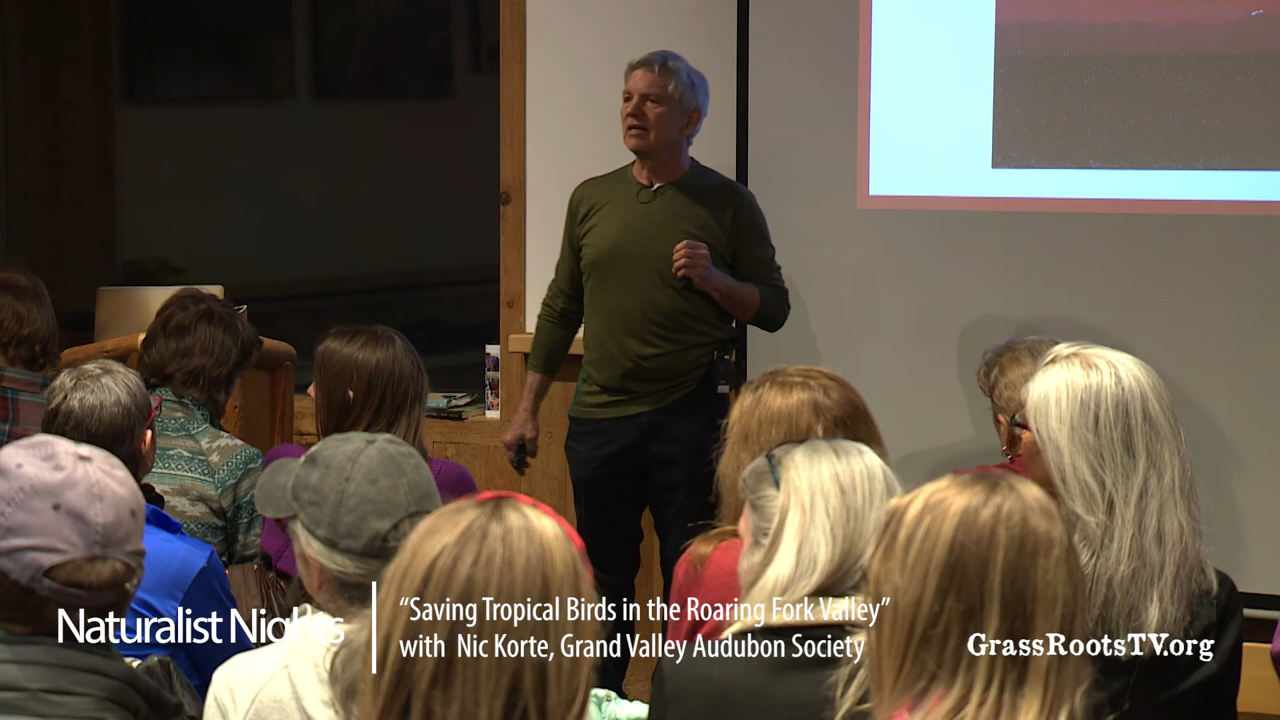 Naturalist Nights
“Saving Tropical Birds in the Roaring Fork Valley”
with Nic Korte, Grand Valley Audubon Society
GrassRootsTV.org